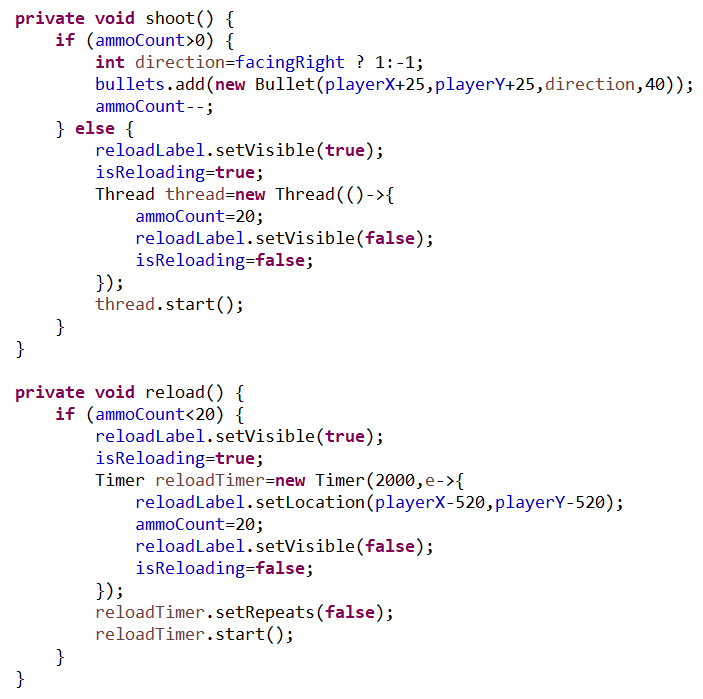 private void shoot() {
    if (ammoCount>0) {
        int direction=facingRight ? 1:-1;
        bullets.add(new Bullet(playerX+25,playerY+25,direction,40));
        ammoCount--;
    } else {
        reloadLabel.setVisible(true);
        isReloading=true;
        Thread thread=new Thread(()->{
            ammoCount=20;
            reloadLabel.setVisible(false);
            isReloading=false;
        });
        thread.start();
    }
}

private void reload() {
    if (ammoCount<20) {
        reloadLabel.setVisible(true);
        isReloading=true;
        Timer reloadTimer=new Timer(2000,e->{
            reloadLabel.setLocation(playerX-520,playerY-520);
            ammoCount=20;
            reloadLabel.setVisible(false);
            isReloading=false;
        });
        reloadTimer.setRepeats(false);
        reloadTimer.start();
    }
}